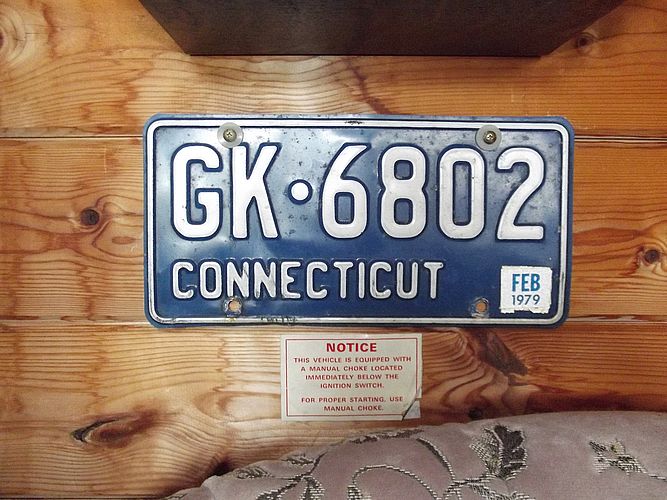 GK·6802
CONNECTICUT
FEB
1979
NOTICE
THIS VEHICLE IS EQUIPPED WITH
A MANUAL CHOKE LOCATED
IMMEDIATELY BELOW THE
IGNITION SWITCH.
FOR PROPER STARTING, USE
MANUAL CHOKE.